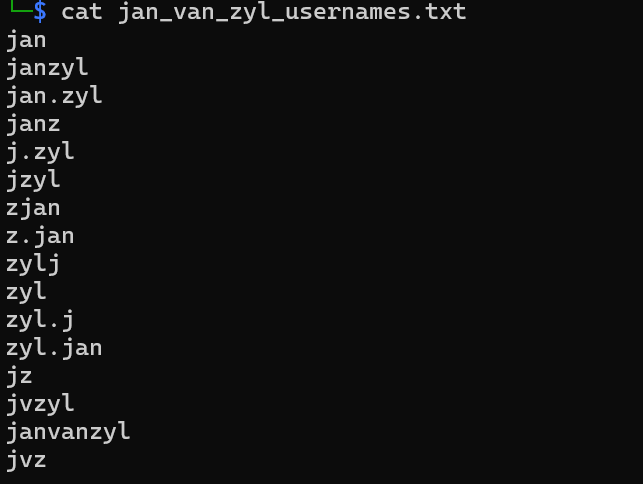 └─$ cat jan_van_zyl_usernames.txt
jan
janzyl
jan.zyl
janz
j.zyl
jzyl
zjan
z.jan
zylj
zyl
zyl.j
zyl.jan
jz
jvzyl
janvanzyl
jvz